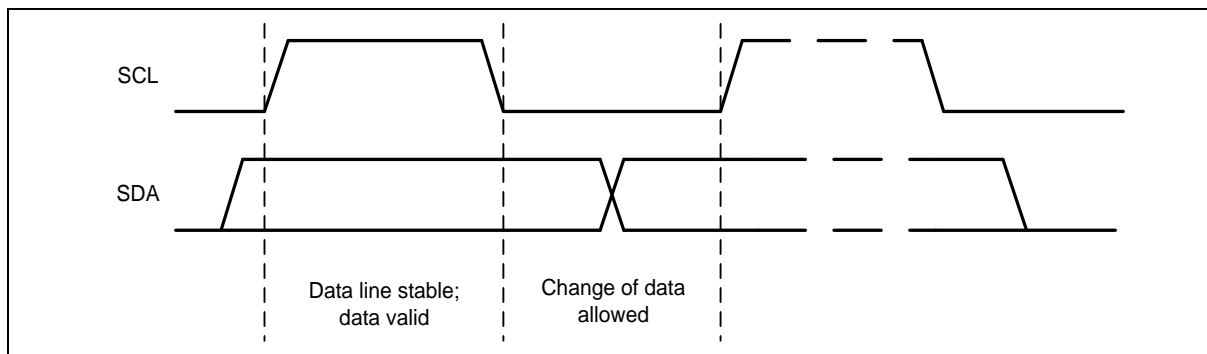 SCL
SDA
Data line stable;
data valid
Change of data
allowed